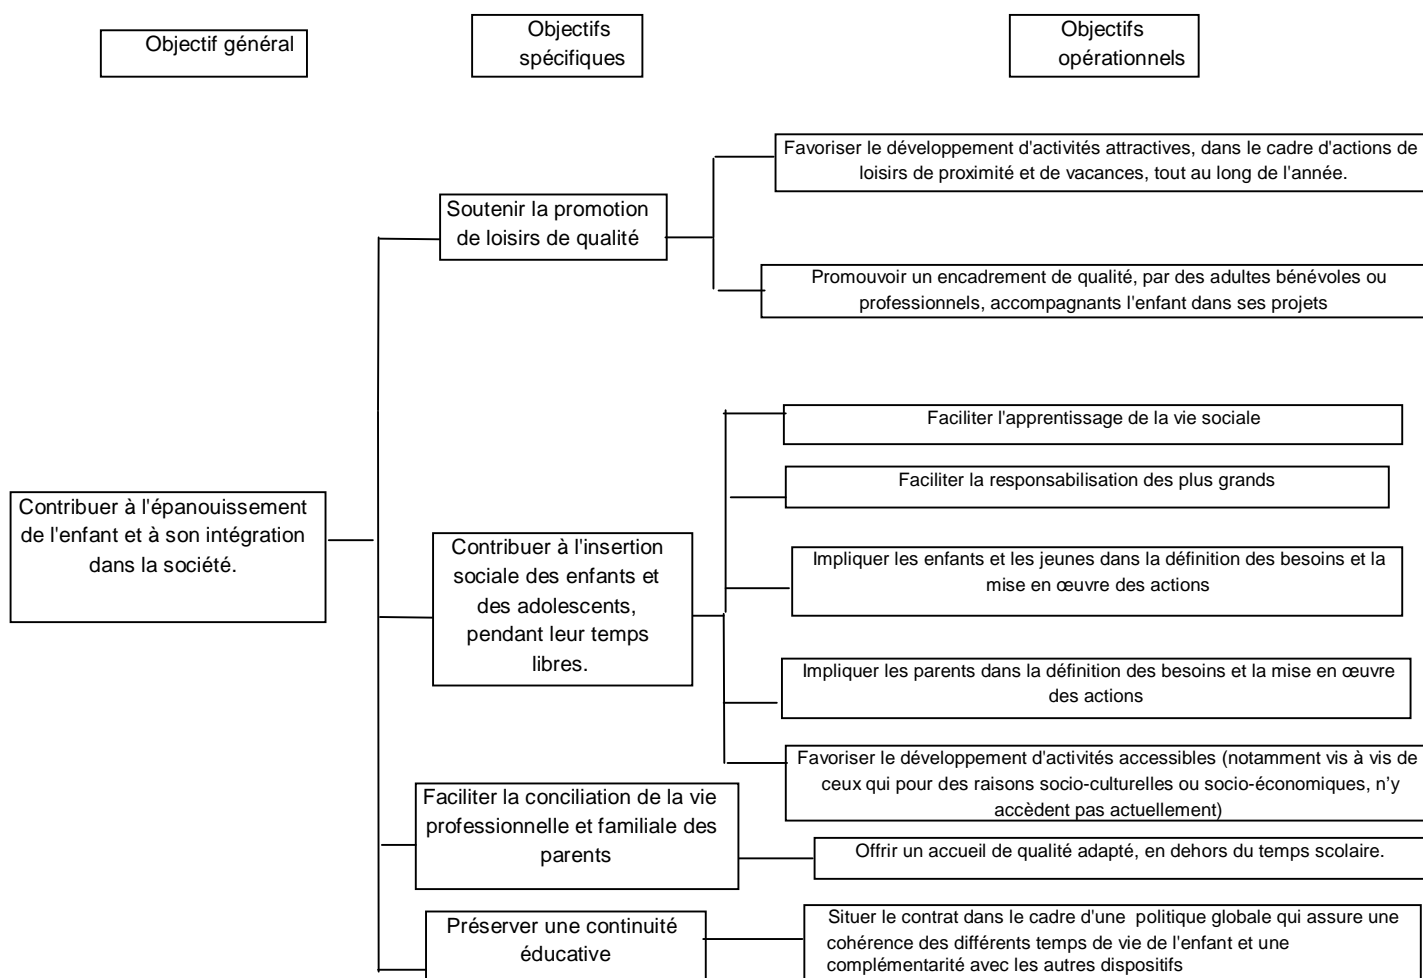 Objectif général
Objectifs
spécifiques
Objectifs
opérationnels
Contribuer à l'épanouissement
de l'enfant et à son intégration
dans la société.
Soutenir la promotion
de loisirs de qualité
Favoriser le développement d'activités attractives, dans le cadre d'actions de
loisirs de proximité et de vacances, tout au long de l'année.
Promouvoir un encadrement de qualité, par des adultes bénévoles ou
professionnels, accompagnants l'enfant dans ses projets
Contribuer à l'insertion
sociale des enfants et
des adolescents,
pendant leur temps
libres.
Faciliter l'apprentissage de la vie sociale
Faciliter la responsabilisation des plus grands
Impliquer les enfants et les jeunes dans la définition des besoins et la
mise en œuvre des actions
Impliquer les parents dans la définition des besoins et la mise en œuvre
des actions
Favoriser le développement d'activités accessibles (notamment vis à vis de
ceux qui pour des raisons socio-culturelles ou socio-économiques, n’y
accèdent pas actuellement)
Faciliter la conciliation de la vie
professionnelle et familiale des
parents
Offrir un accueil de qualité adapté, en dehors du temps scolaire.
Préserver une continuité
éducative
Situer le contrat dans le cadre d'une politique globale qui assure une
cohérence des différents temps de vie de l'enfant et une
complémentarité avec les autres dispositifs